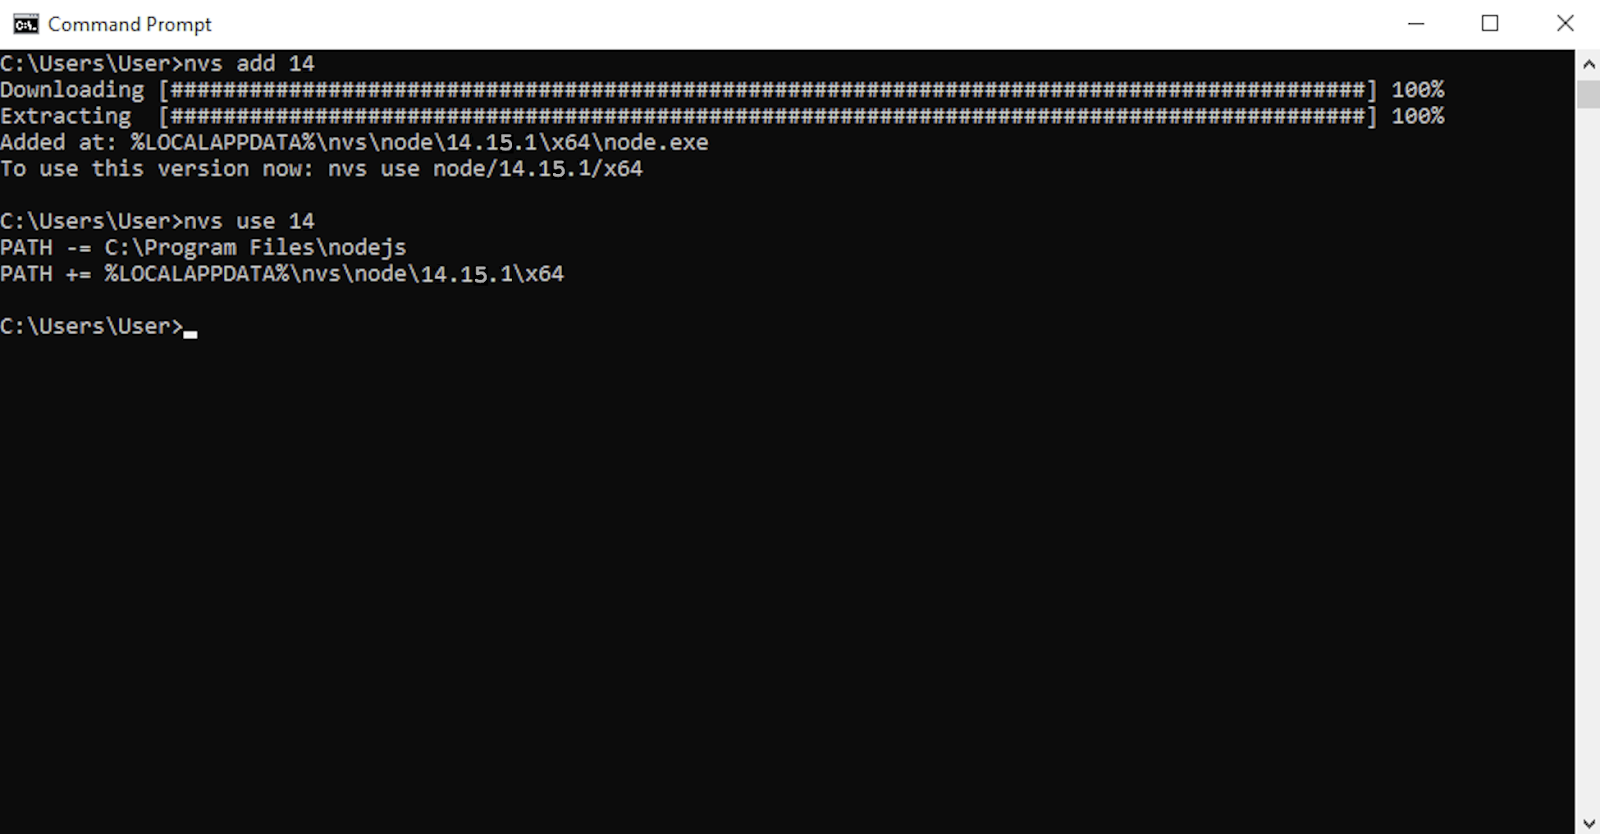 Command Prompt
C:\Users\User>nvs add 14
Downloading [###########################################################################################] 100%
Extracting  [###########################################################################################] 100%
Added at: %LOCALAPPDATA%\nvs\node\14.15.1\x64\node.exe
To use this version now: nvs use node/14.15.1/x64
C:\Users\User>nvs use 14
PATH -= C:\Program Files\nodejs
PATH += %LOCALAPPDATA%\nvs\node\14.15.1\x64
C:\Users\User>